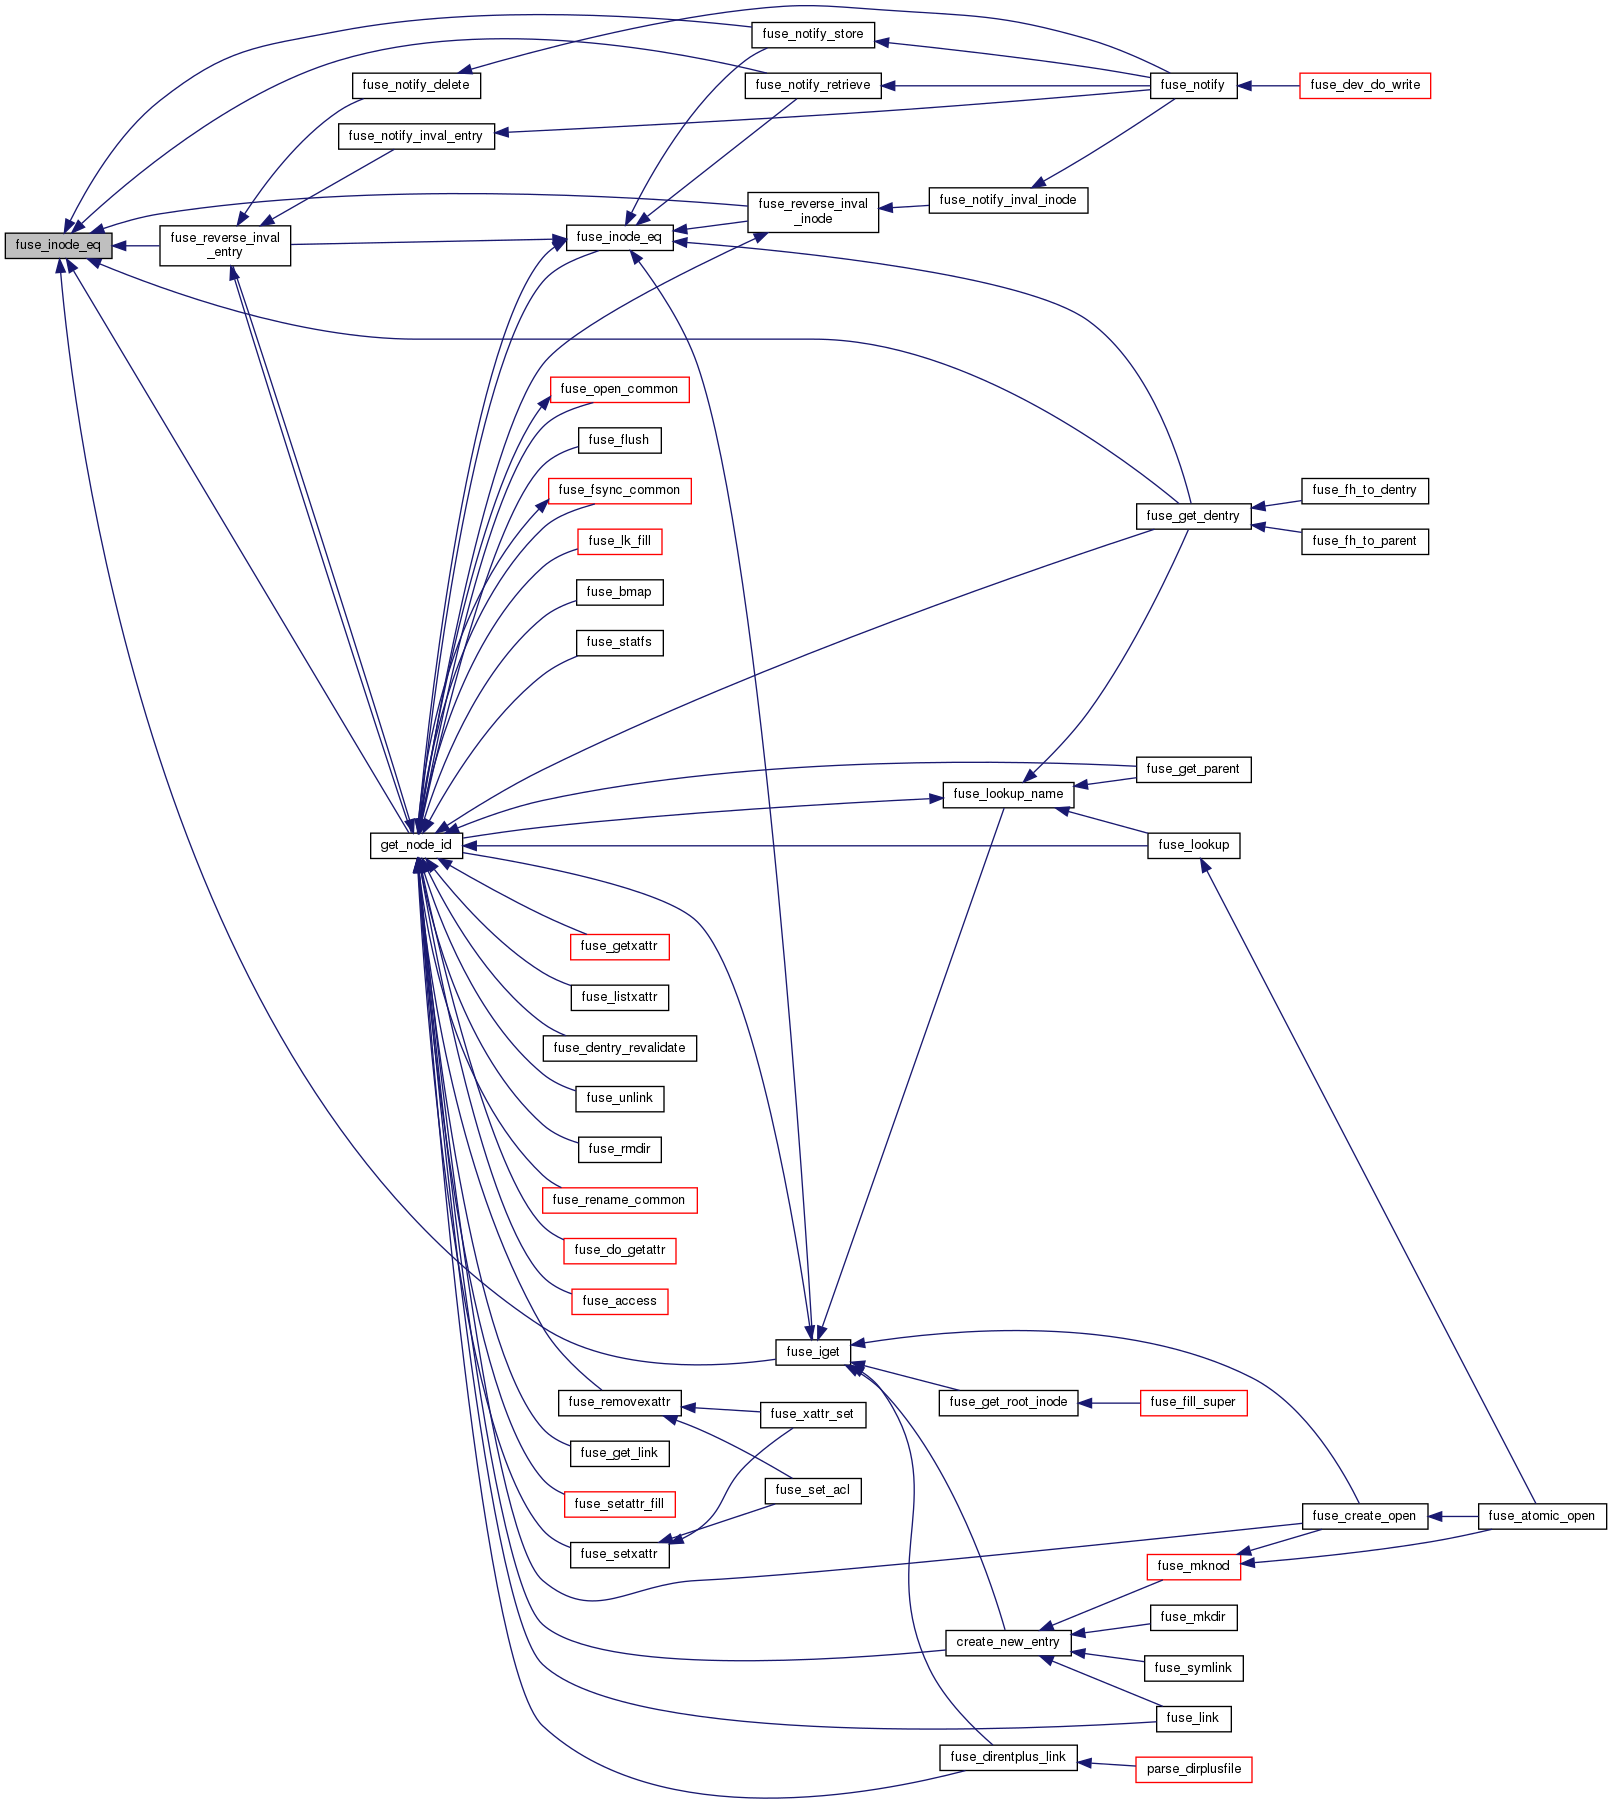 fuse_notify_store
fuse_notify_delete
fuse_notify_retrieve
fuse_notify
fuse_dev_do_write
fuse_notify_inval_entry
fuse_reverse_inval
_inode
fuse_notify_inval_inode
fuse_inode_eq
fuse_reverse_inval
_entry
fuse_inode_eq
fuse_open_common
fuse_flush
fuse_fsync_common
fuse_fh_to_dentry
fuse_get_dentry
fuse_lk_fill
fuse_fh_to_parent
fuse_bmap
fuse_statfs
fuse_get_parent
fuse_lookup_name
get_node_id
fuse_lookup
fuse_getxattr
fuse_listxattr
fuse_dentry_revalidate
fuse_unlink
fuse_rmdir
fuse_rename_common
fuse_do_getattr
fuse_access
fuse_iget
fuse_removexattr
fuse_xattr_set
fuse_get_root_inode
fuse_fill_super
fuse_get_link
fuse_set_acl
fuse_setattr_fill
fuse_create_open
fuse_atomic_open
fuse_setxattr
fuse_mknod
fuse_mkdir
create_new_entry
fuse_symlink
fuse_link
fuse_direntplus_link
parse_dirplusfile